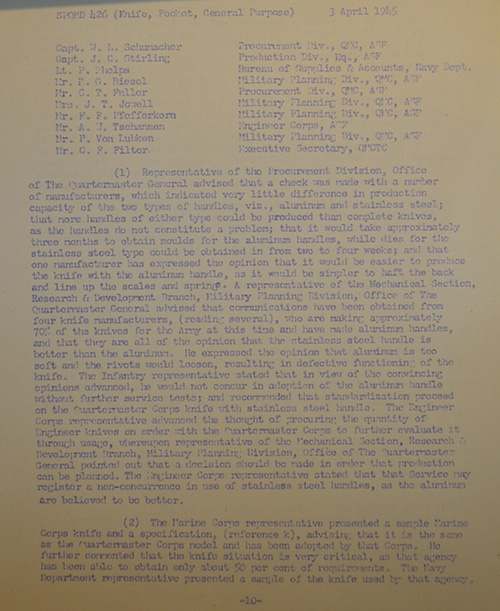 SPCRD 426 (Knife, Pocket, General Purpose) 3 April 1945
Capt. W. L. Schumacher Procurement Div., QMC, ASF
Capt. J. C. Stirling Production Div., Hq., ASF
Lt. P. Phelps Bureau of Supplies & Accounts, Navy Dept.
Mr. P. G. Riesel Military Planning Div., QMC, ASF
Mr. C. T. Faller Procurement Div., QMC, ASF
Mrs. J. T. Jewell Military Planning Div., QMC, ASF
Mr. F. E. Pfefferkorn Military Planning Div., QMC, ASF
Mr. A. J. Tschannen Engineer Corps, ASF
Mr. P. Von Lubken Military Planning Div., QMC, ASF
Mr. G. R. Filter Executive Secretary, QMCTC
(1) Representative of the Procurement Division, Office
of The Quartermaster General advised that a check was made with a number
of manufacturers, which indicated very little difference in production
capacity of the two types of handles, viz., aluminum and stainless steel;
that more handles of either type could be produced than complete knives,
as the handles do not constitute a problem; that it would take approximately
three months to obtain moulds for the aluminum handles, while dies for the
stainless steel type could be obtained in from two to four weeks; and that
one manufacturer has expressed the opinion that it would be easier to produce
the knife with the aluminum handle, as it would be simpler to haft the back
and line up the scales and springs. A representative of the Mechanical Section,
Research & Development Branch, Military Planning Division, Office of The
Quartermaster General advised that communications have been obtained from
four knife manufacturers, (reading several), who are making approximately
70% of the knives for the Army at this time and have made aluminum handles,
and that they are all of the opinion that the stainless steel handle is
better than the aluminum. He expressed the opinion that aluminum is too
soft and the rivets would loosen, resulting in defective functioning of the
knife. The Infantry representative stated that in view of the convincing
opinions advanced, he would not concur in adoption of the aluminum handle
without further service tests; and recommended that standardization proceed
on the Quartermaster Corps knife with stainless steel handle. The Engineer
Corps representative advanced the thought of procuring the quantity of
Engineer knives on order with the Quartermaster Corps to further evaluate it
through usage, whereupon representative of the Mechanical Section, Research &
Development Branch, Military Planning Division, Office of The Quartermaster
General pointed out that a decision should be made in order that production
can be planned. The Engineer Corps representative stated that that Service may
register a non-concurrence in use of stainless steel handles, as the aluminum
are believed to be better.
(2) The Marine Corps representative presented a sample Marine
Corps knife and a specification, (reference k), advising that it is the same
as the Quartermaster Corps model and has been adopted by that Corps. He
further commented that the knife situation is very critical, as that agency
has been able to obtain only about 50 per cent of requirements. The Navy
Department representative presented a sample of the knife used by that agency,
-10-